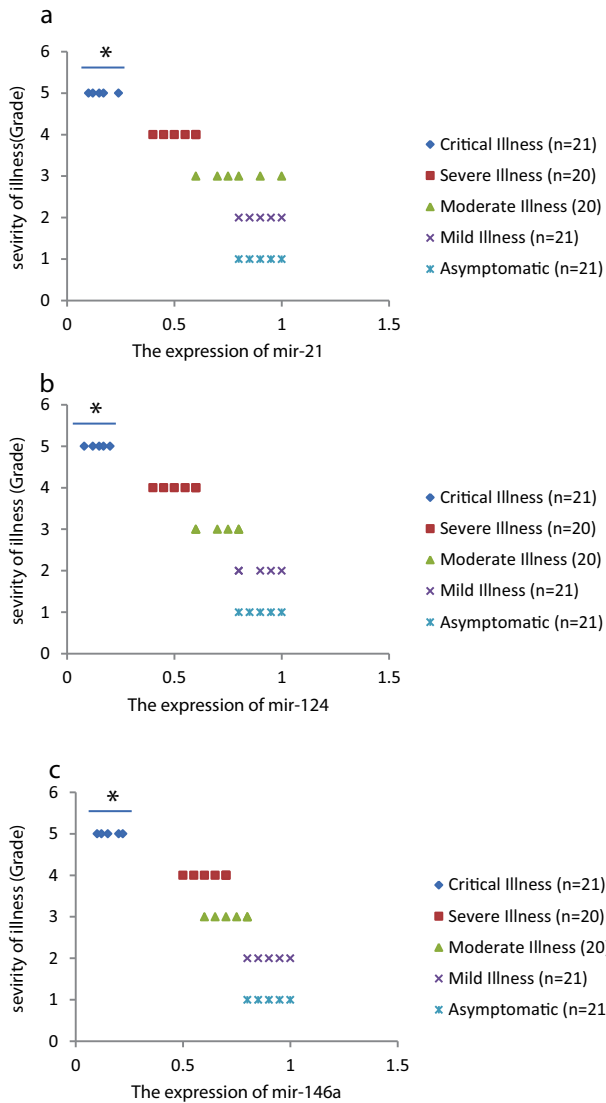 a
*
6
5
4
3
2
1
0
sevirity of illness(Grade)
0 0.5 1 1.5
The expression of mir-21
Critical Illness (n=21)
Severe Illness (n=20)
Moderate Illness (20)
Mild Illness (n=21)
Asymptomatic (n=21)
b
*
6
5
4
3
2
1
0
sevirity of illness (Grade)
0 0.5 1 1.5
The expression of mir-124
Critical Illness (n=21)
Severe Illness (n=20)
Moderate Illness (20)
Mild Illness (n=21)
Asymptomatic (n=21)
c
*
6
5
4
3
2
1
0
sevirity of illness (Grade)
0 0.5 1 1.5
The expression of mir-146a
Critical Illness (n=21)
Severe Illness (n=20)
Moderate Illness (20
Mild Illness (n=21)
Asymptomatic (n=21